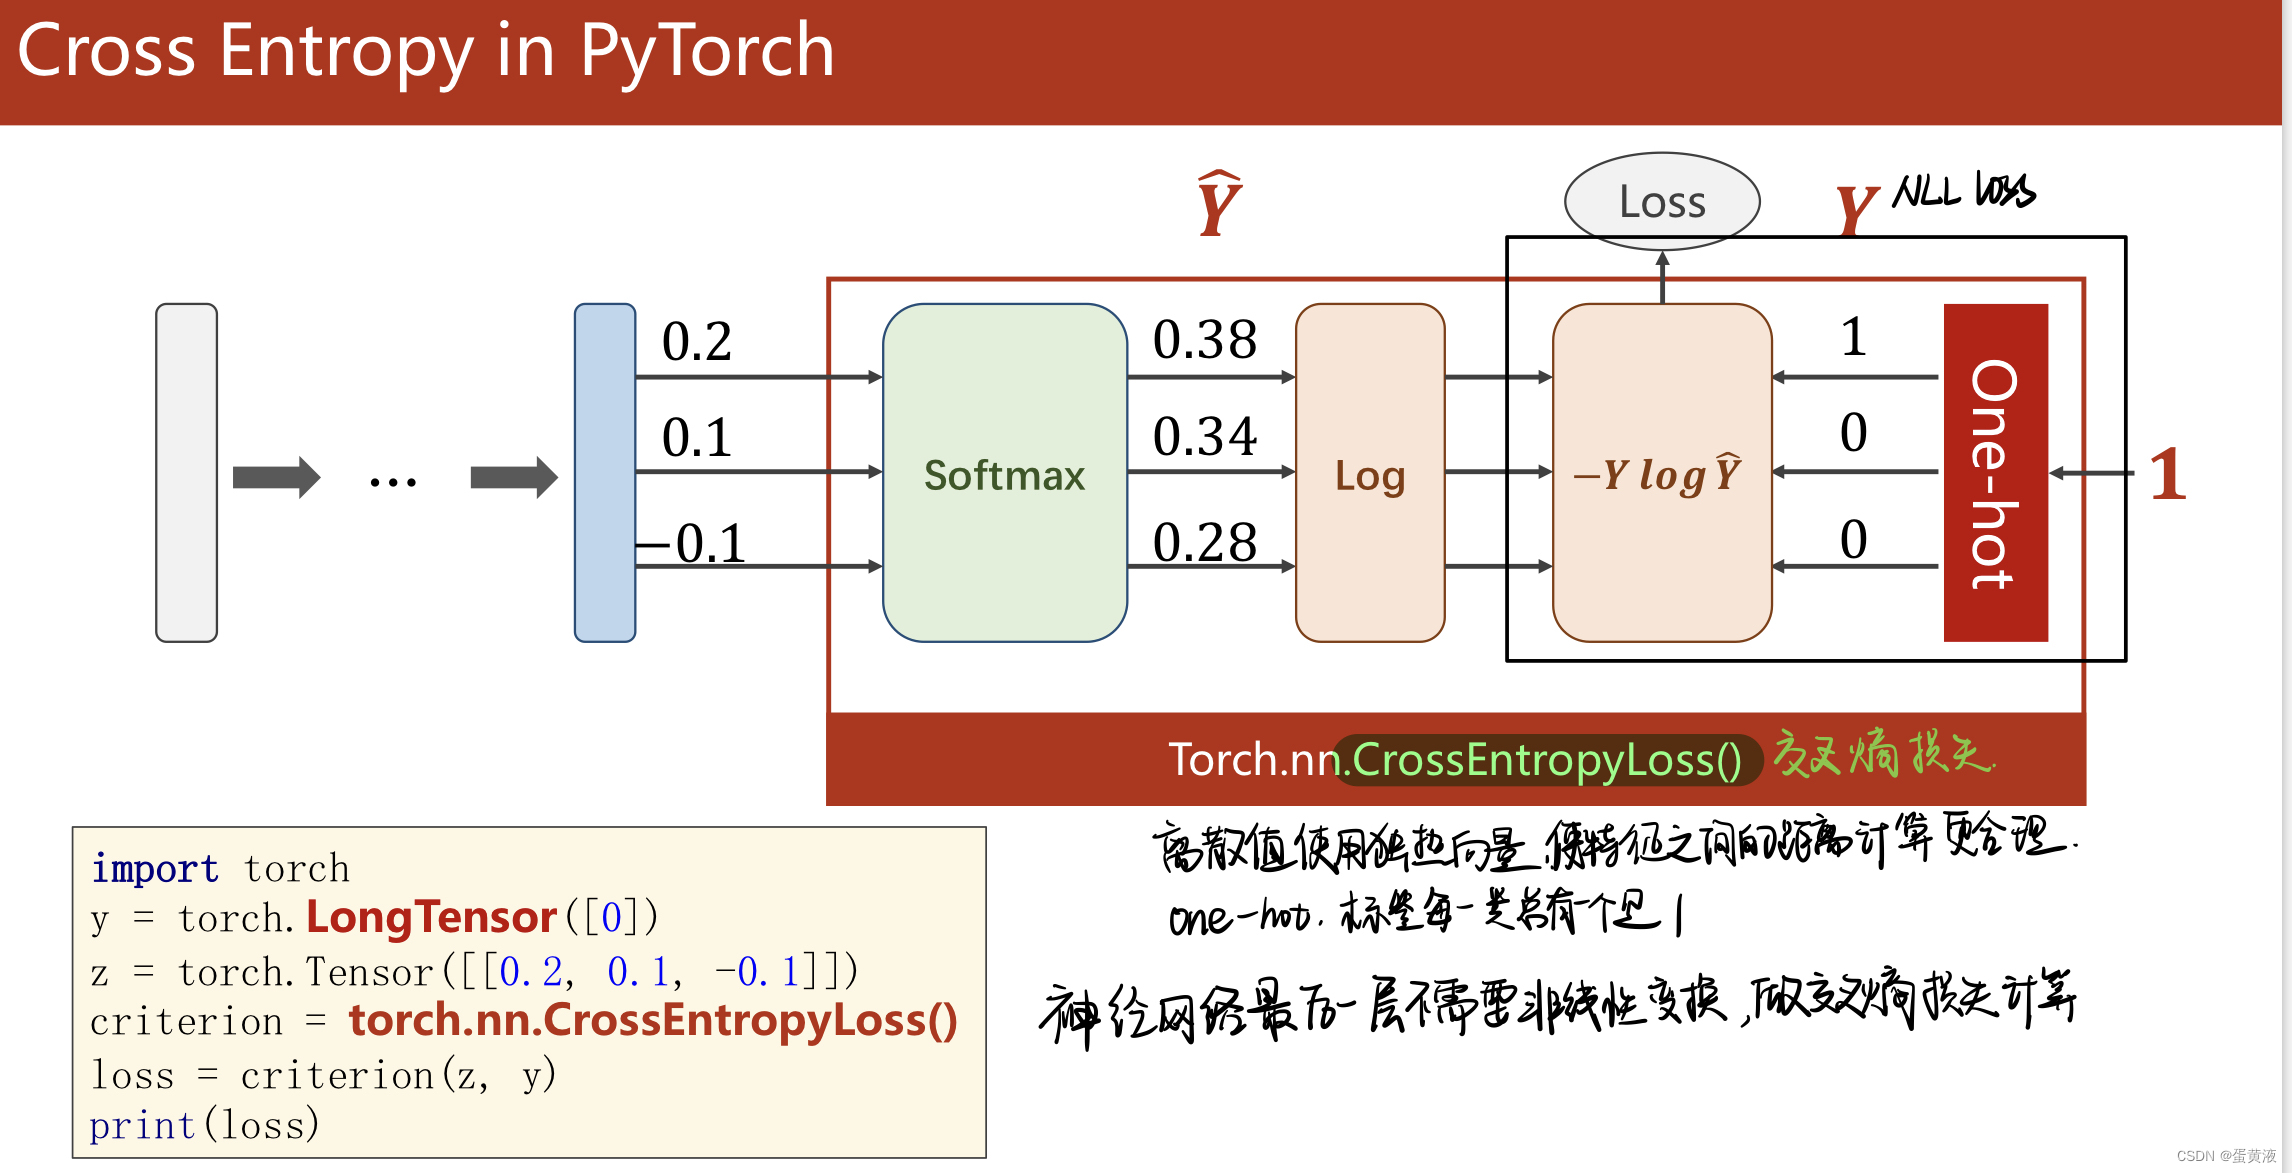 Cross Entropy in PyTorch
Ŷ
Loss
Y
NLL loss
0.2
0.38
1
0.1
0.34
0
−0.1
0.28
0
Softmax
Log
−Y log Ŷ
One-hot
1
Torch.nn.CrossEntropyLoss() 交叉熵损失.
离散值使用独热向量,使特征之间的距离计算更合理.
one-hot. 标签每一类总有一个是1
神经网络最后一层不需要非线性变换,做交叉熵损失计算
import torch
y = torch.LongTensor([0])
z = torch.Tensor([[0.2, 0.1, -0.1]])
criterion = torch.nn.CrossEntropyLoss()
loss = criterion(z, y)
print(loss)
CSDN @蛋黄液